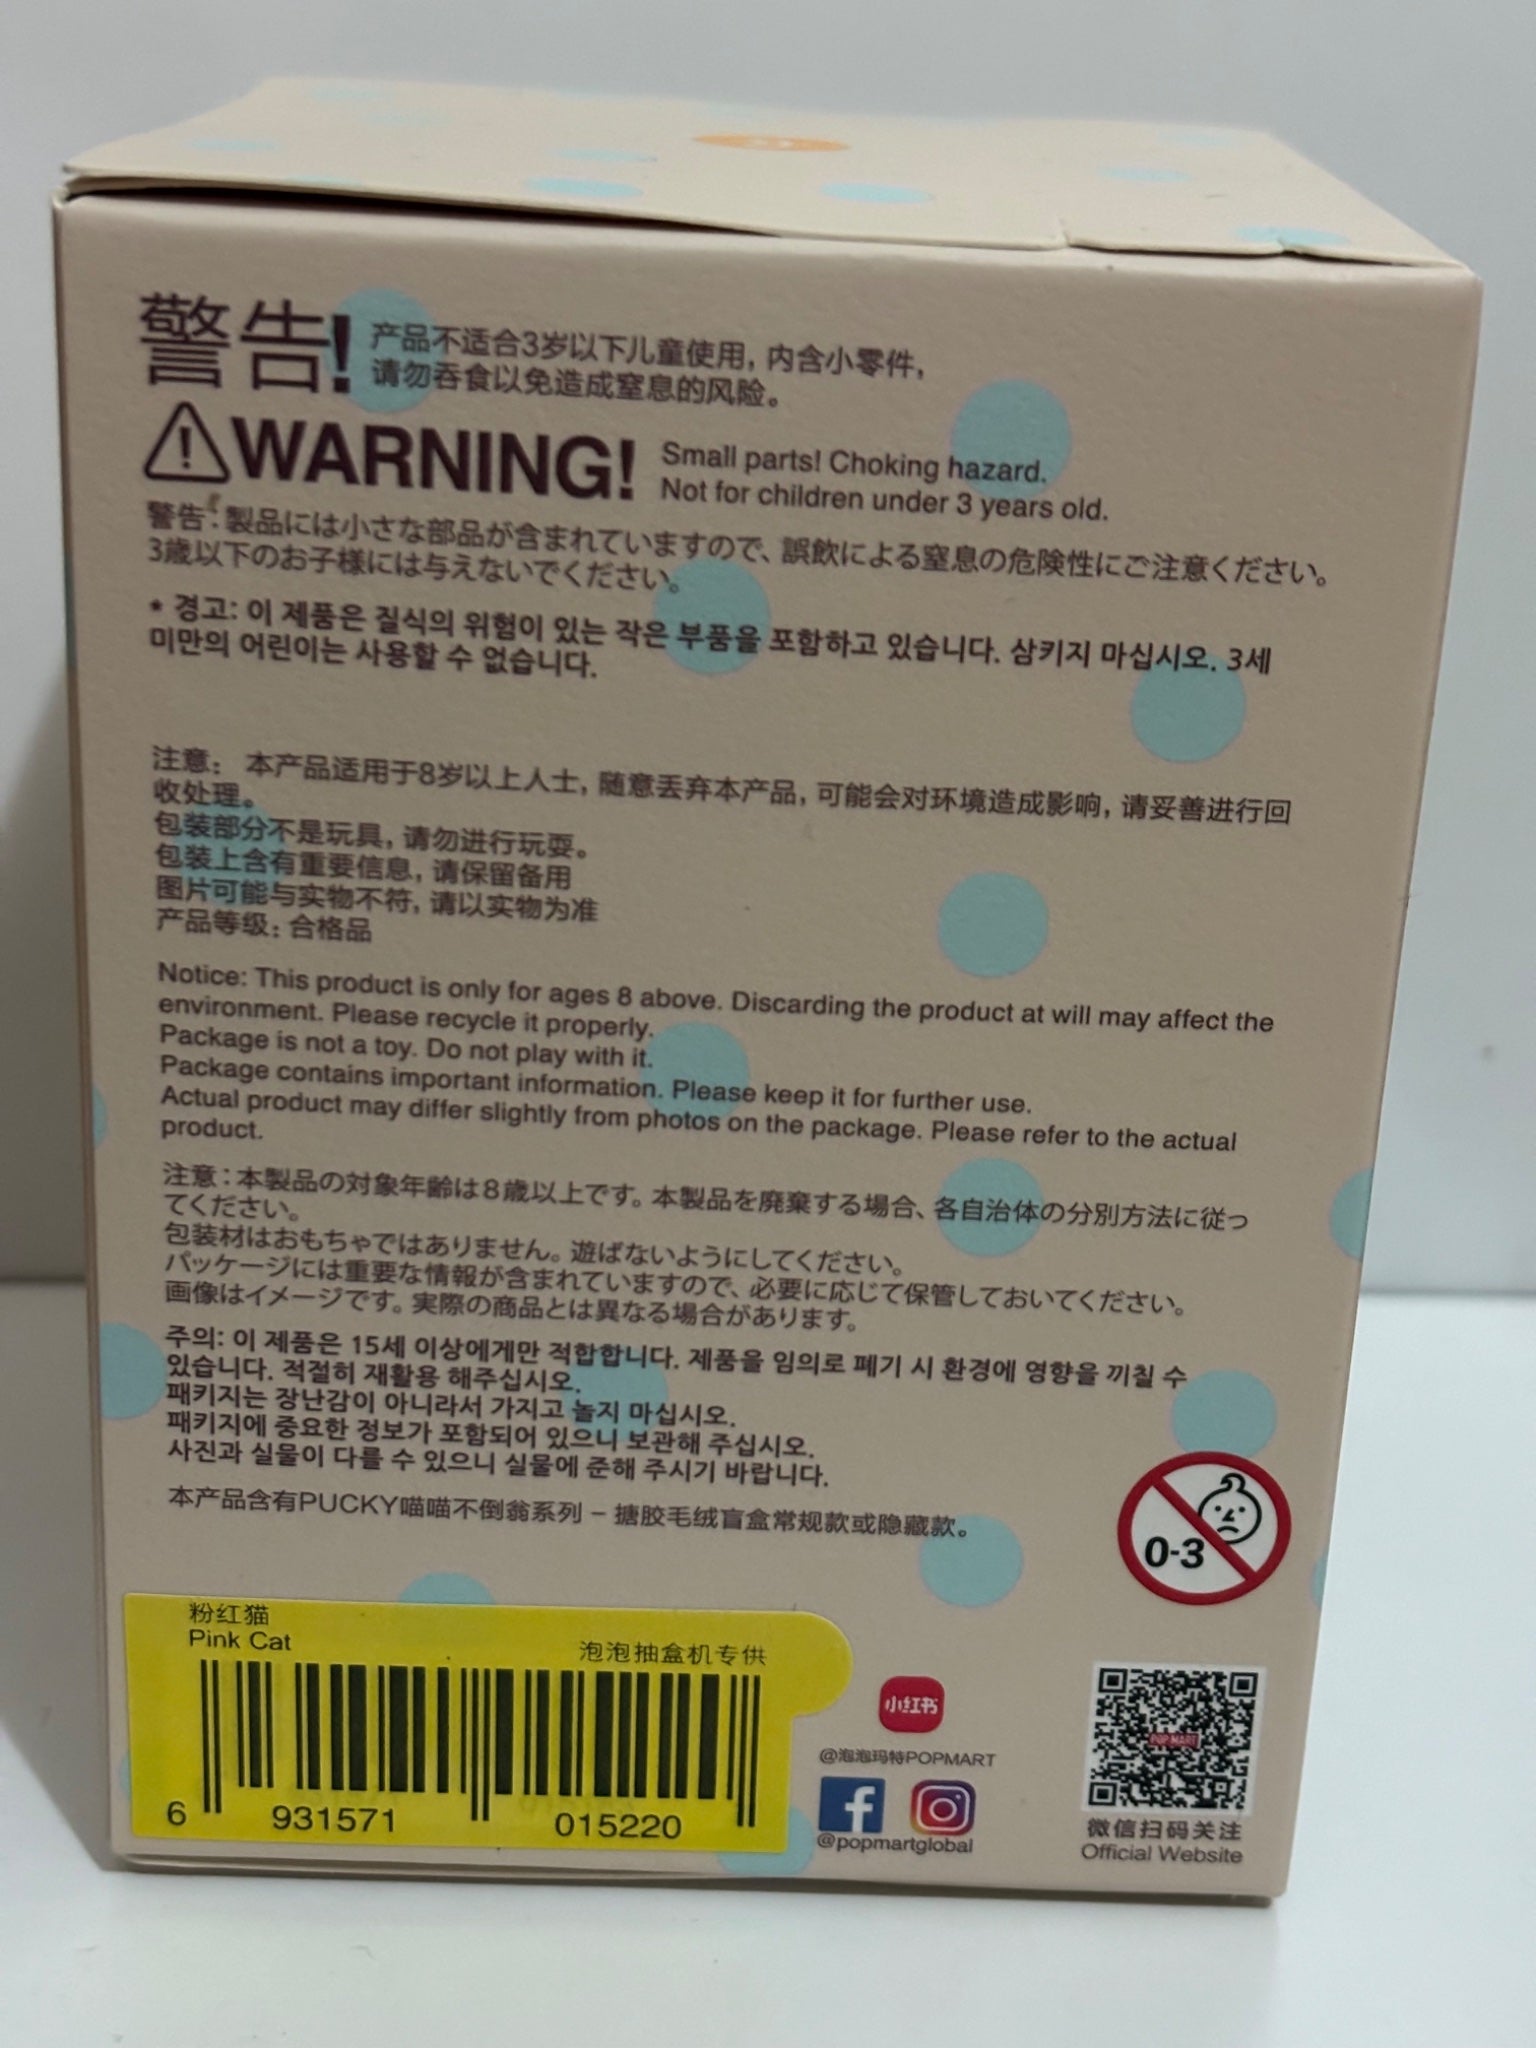 警告! 产品不适合3岁以下儿童使用，内含小零件，
请勿吞食以免造成窒息的风险。
WARNING! Small parts! Choking hazard.
Not for children under 3 years old.
警告：製品には小さな部品が含まれていますので、誤飲による窒息の危険性にご注意ください。
3歳以下のお子様には与えないでください。
* 경고: 이 제품은 질식의 위험이 있는 작은 부품을 포함하고 있습니다. 삼키지 마십시오. 3세
미만의 어린이는 사용할 수 없습니다.
注意： 本产品适用于8岁以上人士，随意丢弃本产品，可能会对环境造成影响，请妥善进行回
收处理。
包装部分不是玩具，请勿进行玩耍。
包装上含有重要信息，请保留备用
图片可能与实物不符，请以实物为准
产品等级：合格品
Notice: This product is only for ages 8 above. Discarding the product at will may affect the
environment. Please recycle it properly.
Package is not a toy. Do not play with it.
Package contains important information. Please keep it for further use.
Actual product may differ slightly from photos on the package. Please refer to the actual
product.
注意：本製品の対象年齢は8歳以上です。本製品を廃棄する場合、各自治体の分別方法に従っ
てください。
包装材はおもちゃではありません。遊ばないようにしてください。
パッケージには重要な情報が含まれていますので、必要に応じて保管しておいてください。
画像はイメージです。実際の商品とは異なる場合があります。
주의: 이 제품은 15세 이상에게만 적합합니다. 제품을 임의로 폐기 시 환경에 영향을 끼칠 수
있습니다. 적절히 재활용 해주십시오.
패키지는 장난감이 아니라서 가지고 놀지 마십시오.
패키지에 중요한 정보가 포함되어 있으니 보관해 주십시오.
사진과 실물이 다를 수 있으니 실물에 준해 주시기 바랍니다.
本产品含有PUCKY喵喵不倒翁系列 – 搪胶毛绒盲盒常规款或隐藏款。
0-3
粉红猫
Pink Cat
泡泡抽盒机专供
6 931571 015220
小红书
@泡泡玛特POPMART
@popmartglobal
POP MART
微信扫码关注
Official Website